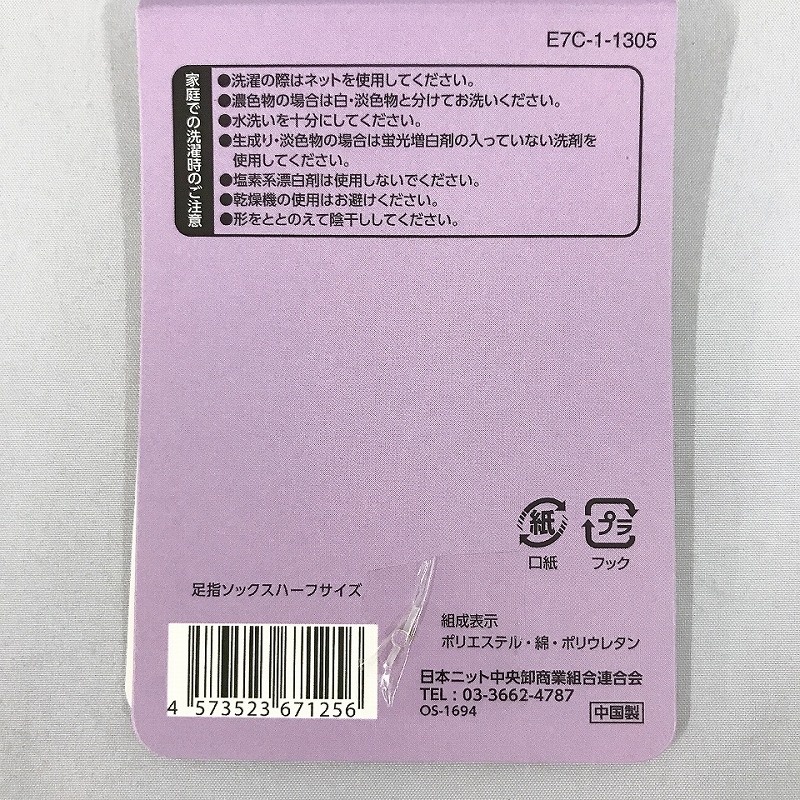 E7C-1-1305
家庭での洗濯時のご注意
●洗濯の際はネットを使用してください。
●濃色物の場合は白・淡色物と分けてお洗いください。
●水洗いを十分にしてください。
●生成り・淡色物の場合は蛍光増白剤の入っていない洗剤を
使用してください。
●塩素系漂白剤は使用しないでください。
●乾燥機の使用はお避けください。
●形をととのえて陰干ししてください。
紙
プラ
口紙
フック
足指ソックスハーフサイズ
4 573523 671256
組成表示
ポリエステル・綿・ポリウレタン
日本ニット中央卸商業組合連合会
TEL : 03-3662-4787
OS-1694
中国製